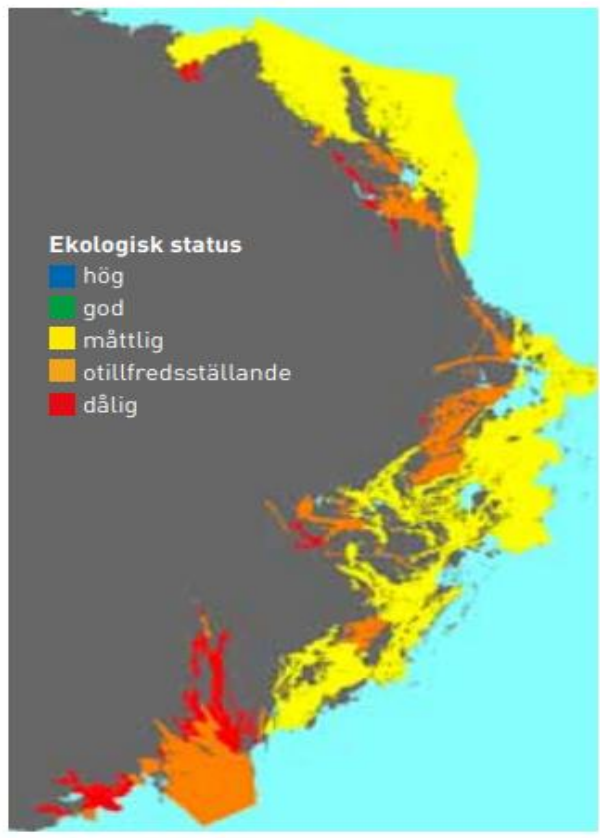 Ekologisk status
hög
god
måttlig
otillfredsställande
dålig